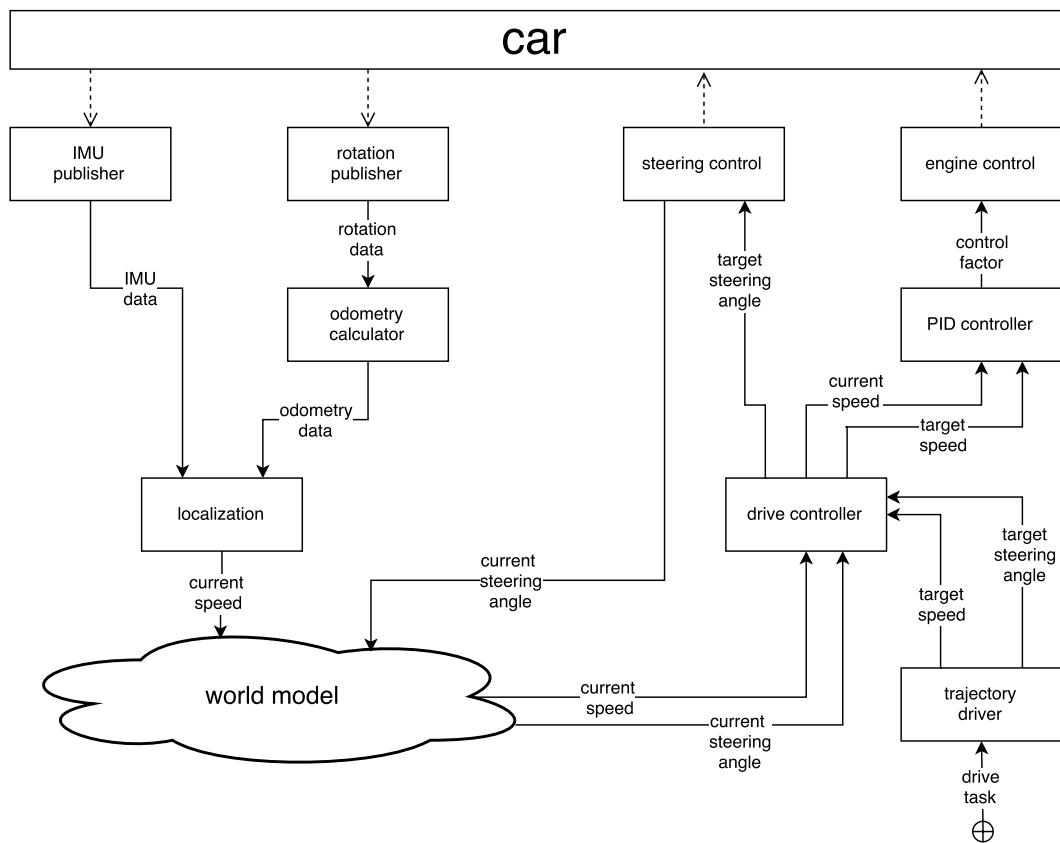 car
IMU
publisher
rotation
publisher
steering control
engine control
rotation
data
control
factor
IMU
data
target
steering
angle
odometry
calculator
PID controller
current
speed
odometry
data
target
speed
localization
drive controller
current
speed
current
steering
angle
target
steering
angle
target
speed
world model
current
speed
current
steering
angle
trajectory
driver
drive
task